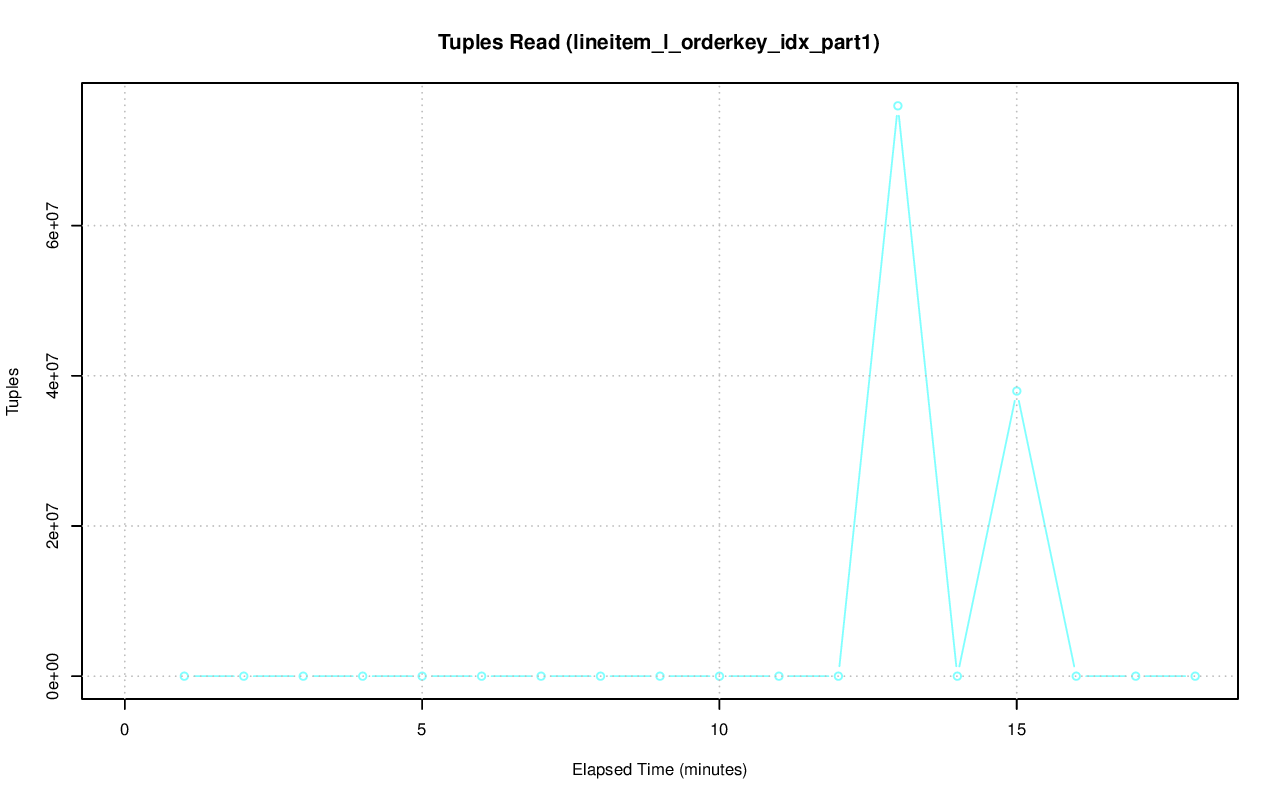 Tuples Read (lineitem_l_orderkey_idx_part1)
6e+07
4e+07
2e+07
0e+00
Tuples
0
5
10
15
Elapsed Time (minutes)